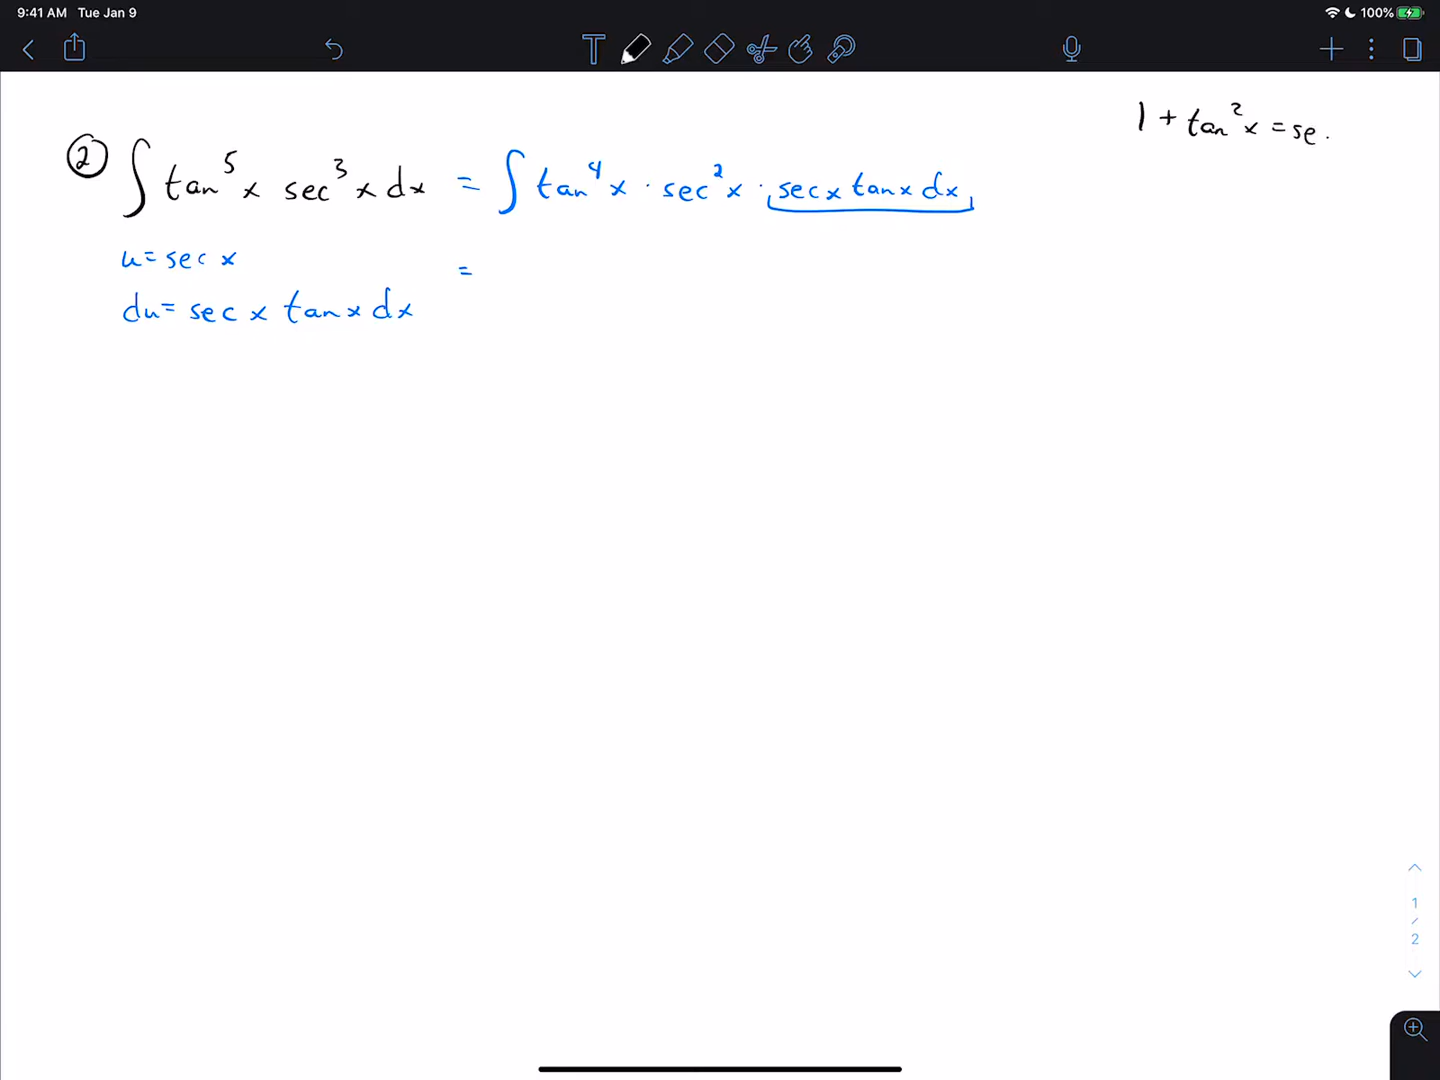 9:41 AM Tue Jan 9
100%
1 + tan²x = se
② ∫ tan⁵x sec³x dx = ∫ tan⁴x · sec²x · sec x tan x dx
u = sec x
=
du = sec x tan x dx
1
/
2